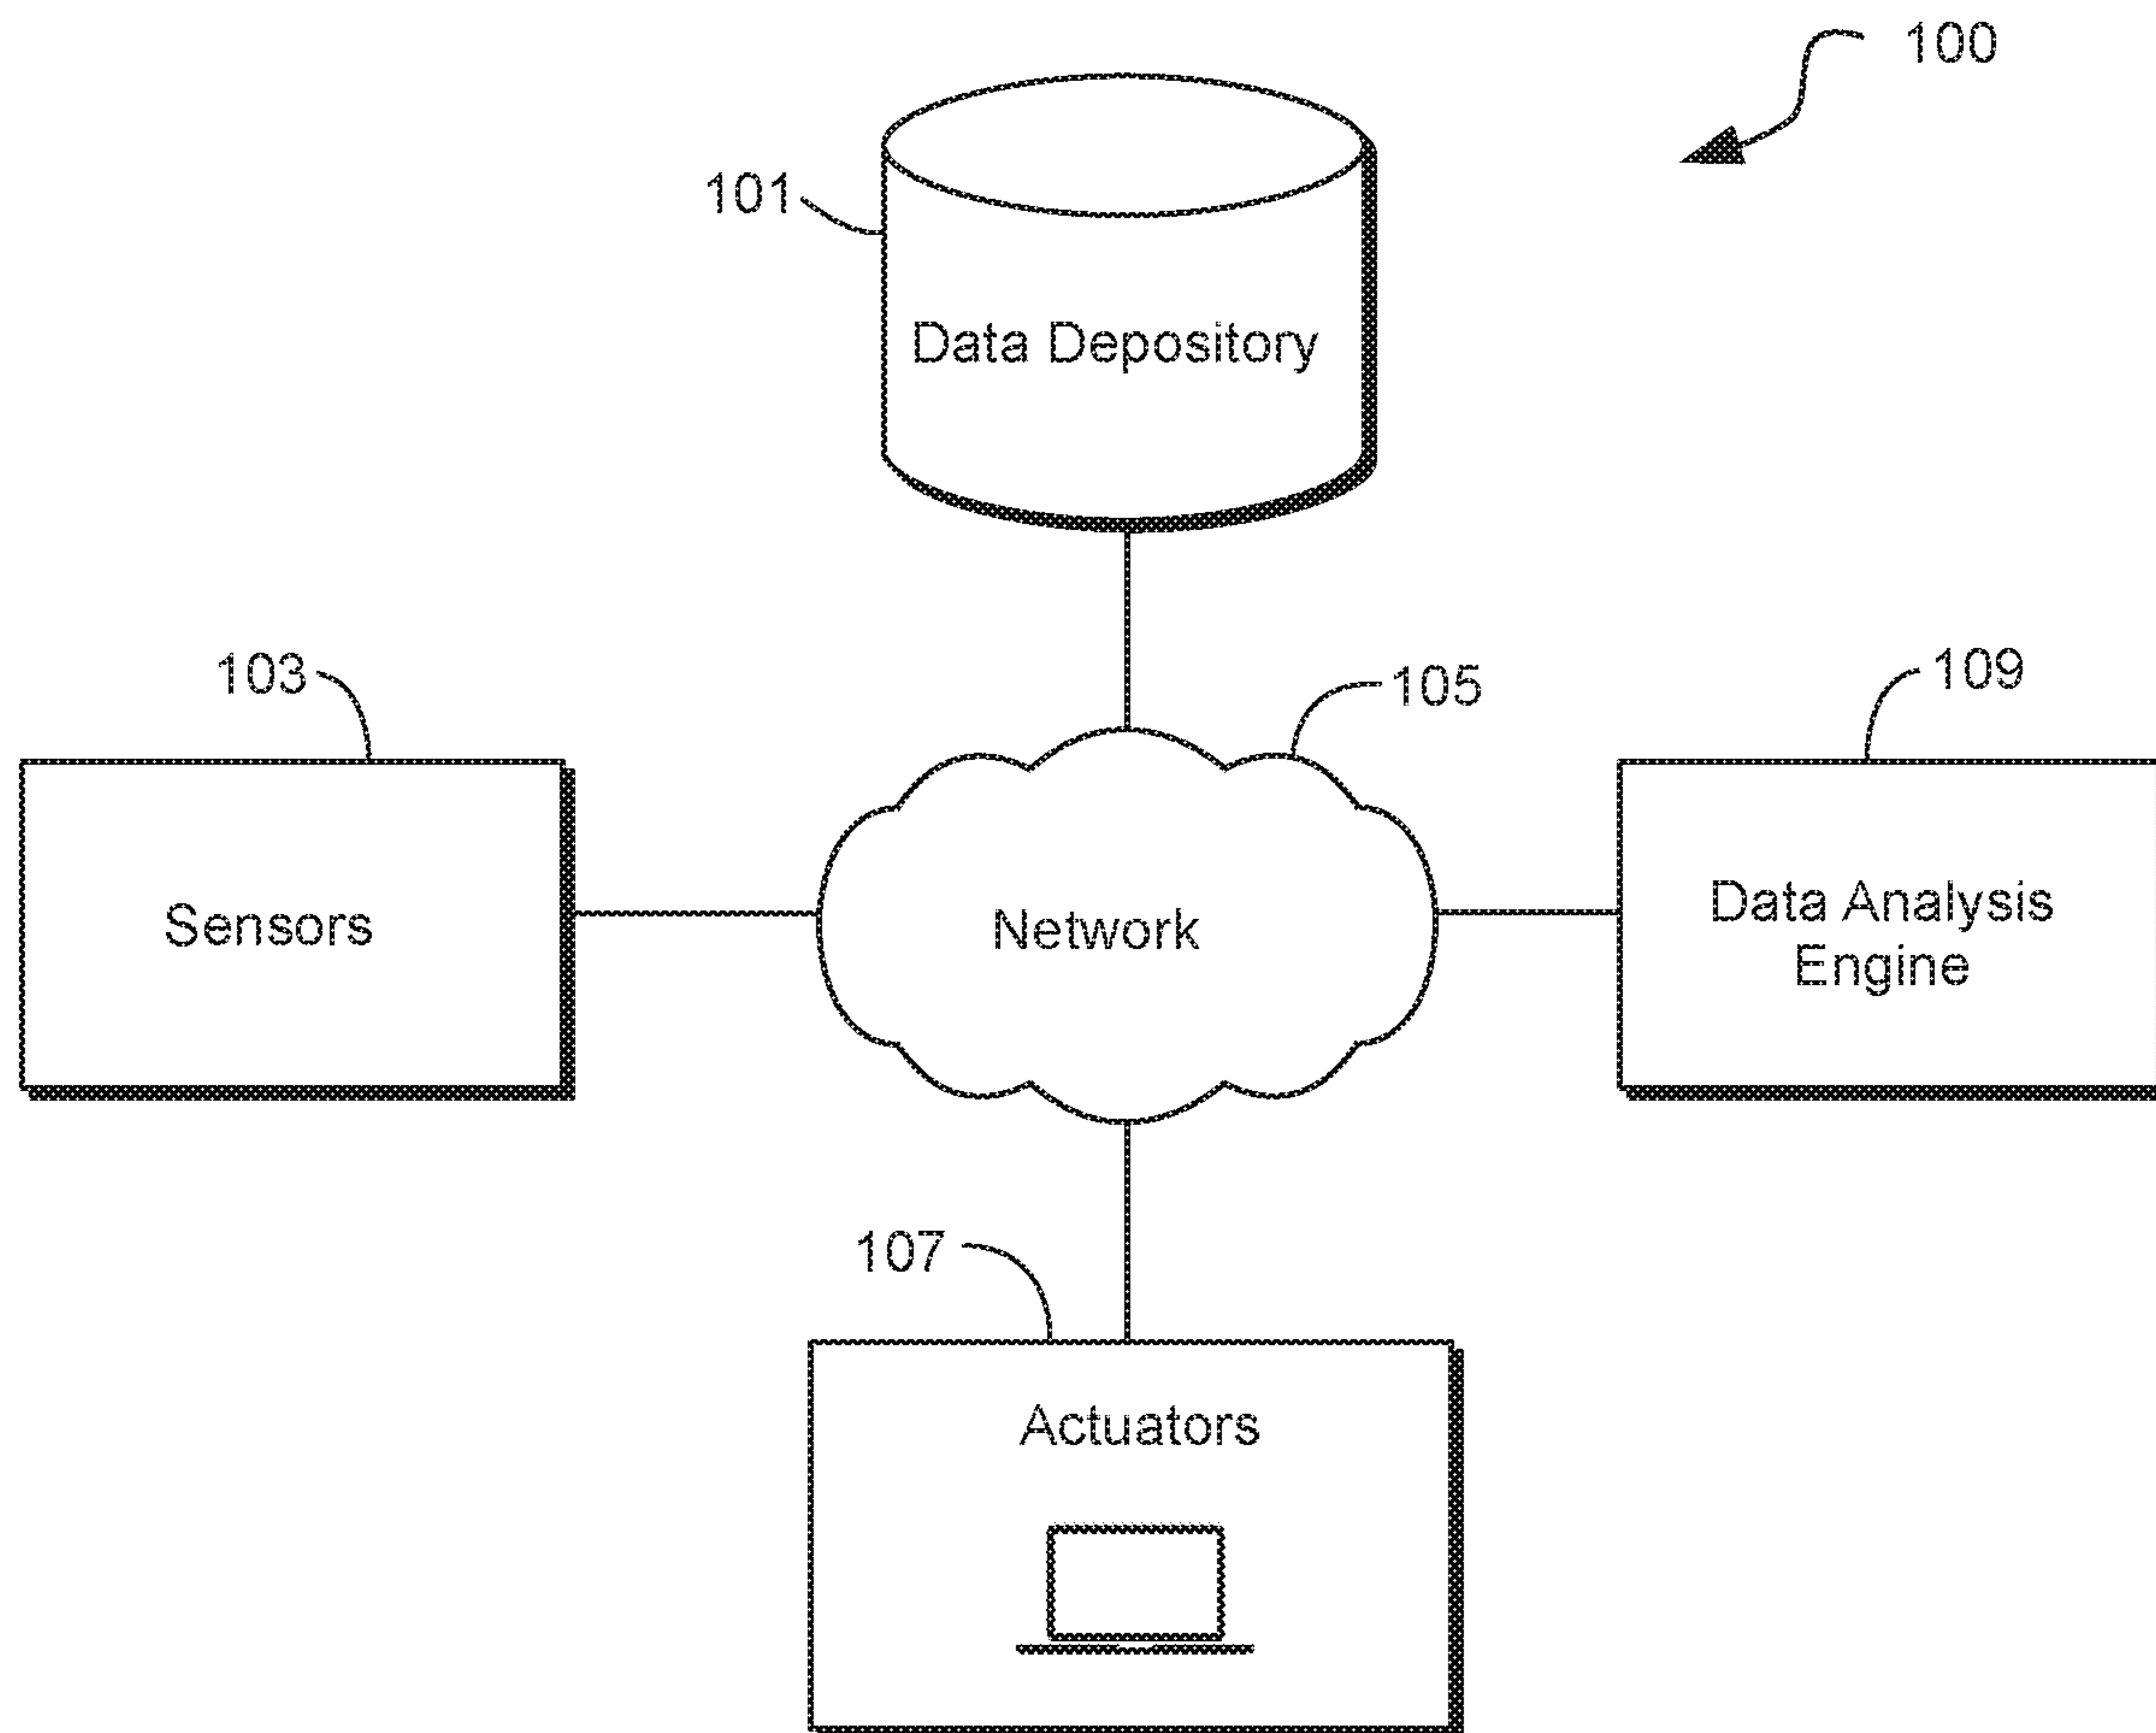 100
101
Data Depository
103
105
109
Sensors
Network
Data Analysis
Engine
107
Actuators